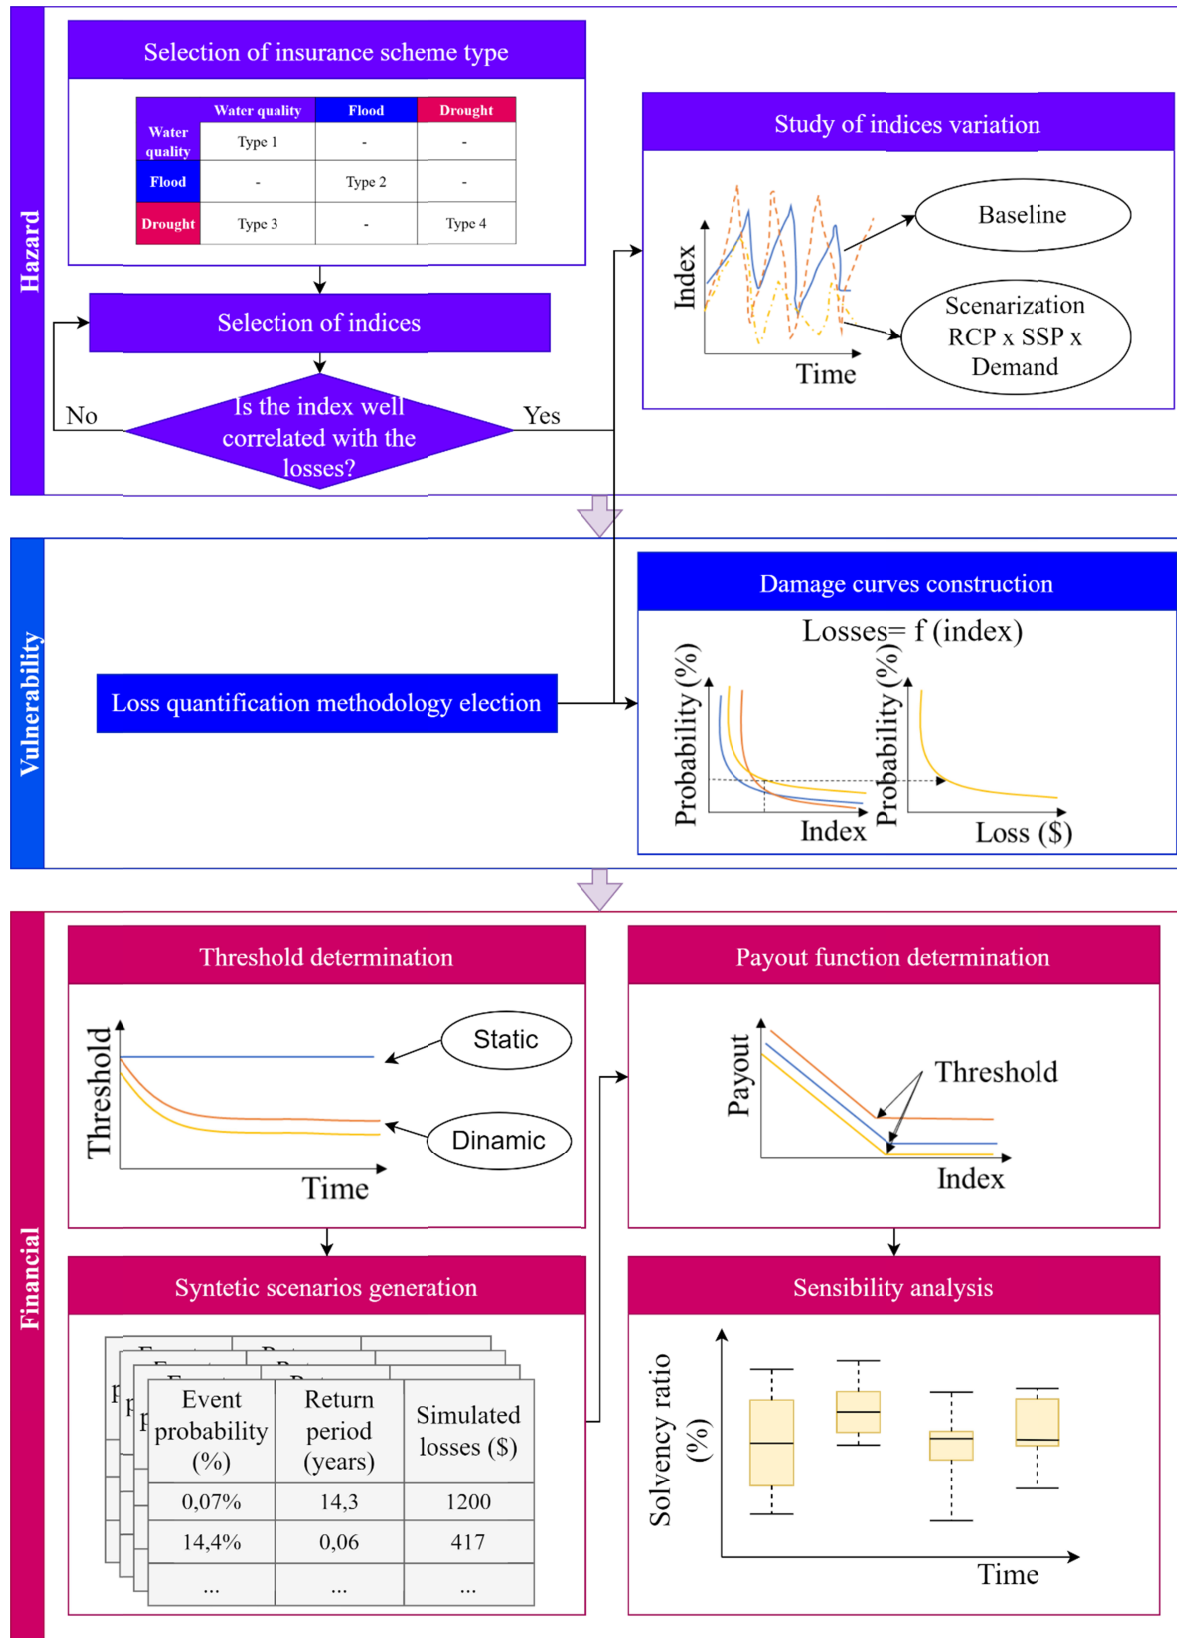 Hazard
Selection of insurance scheme type
Water quality Flood Drought
Water
quality
Type 1 - -
Flood - Type 2 -
Drought Type 3 - Type 4
Selection of indices
Is the index well
correlated with the
losses?
No
Yes
Study of indices variation
Index
Time
Baseline
Scenarization
RCP x SSP x
Demand
Vulnerability
Loss quantification methodology election
Damage curves construction
Losses= f (index)
Probability (%)
Index
Probability (%)
Loss ($)
Financial
Threshold determination
Threshold
Time
Static
Dinamic
Syntetic scenarios generation
Event
probability
(%)
Return
period
(years)
Simulated
losses ($)
0,07% 14,3 1200
14,4% 0,06 417
... ... ...
Payout function determination
Payout
Index
Threshold
Sensibility analysis
Solvency ratio
(%)
Time